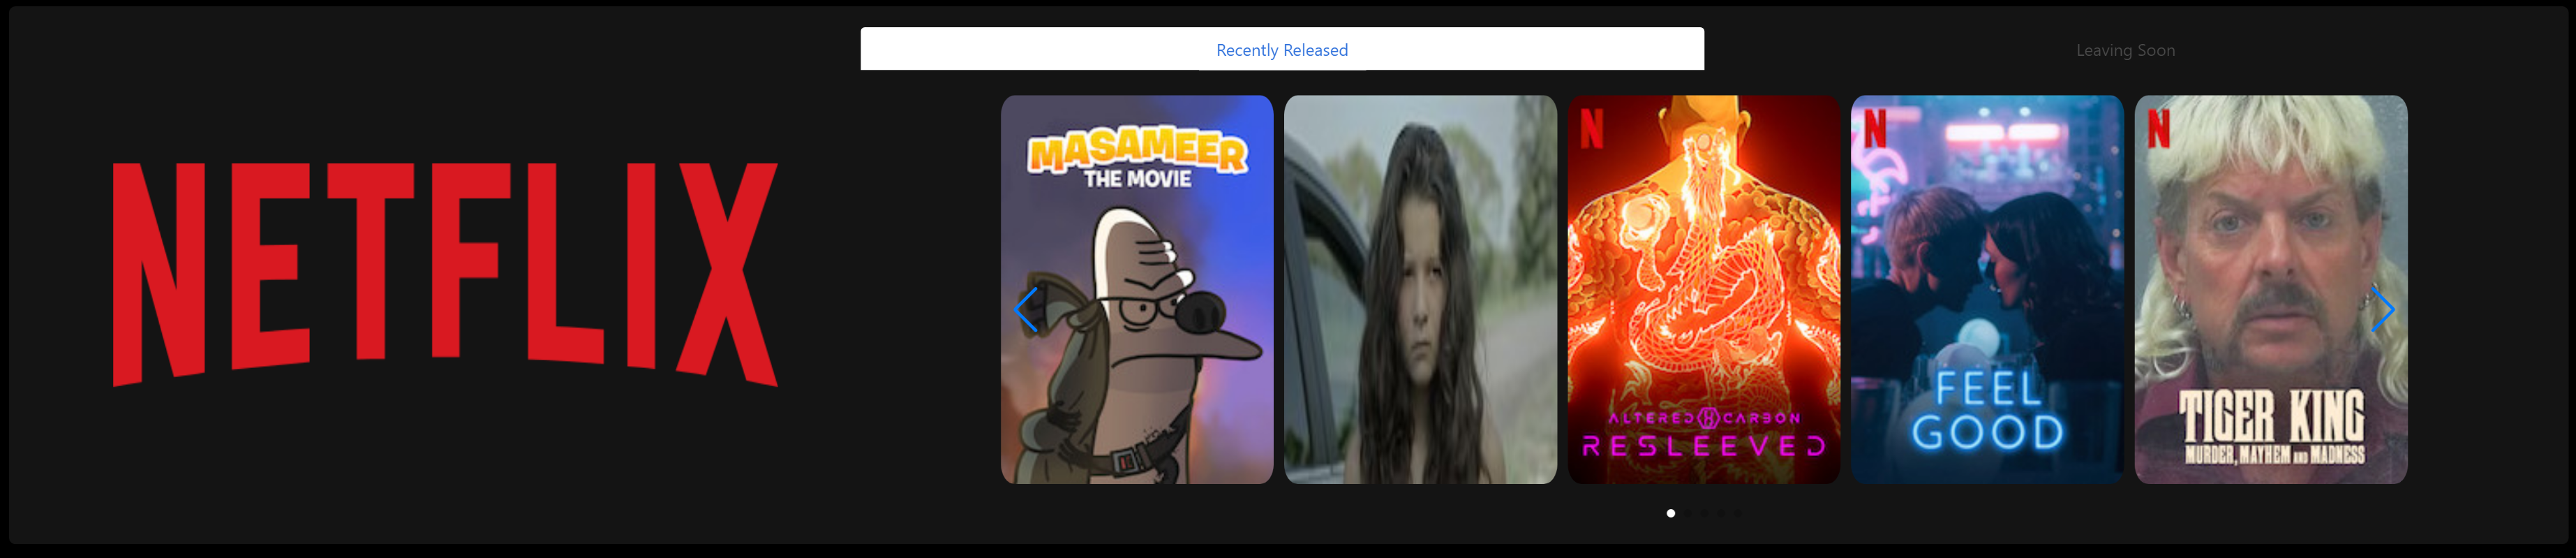 Recently Released
Leaving Soon
NETFLIX
MASAMEER
THE MOVIE
N
ALTERED CARBON
RESLEEVED
N
FEEL
GOOD
N
TIGER KING
MURDER, MAYHEM AND MADNESS